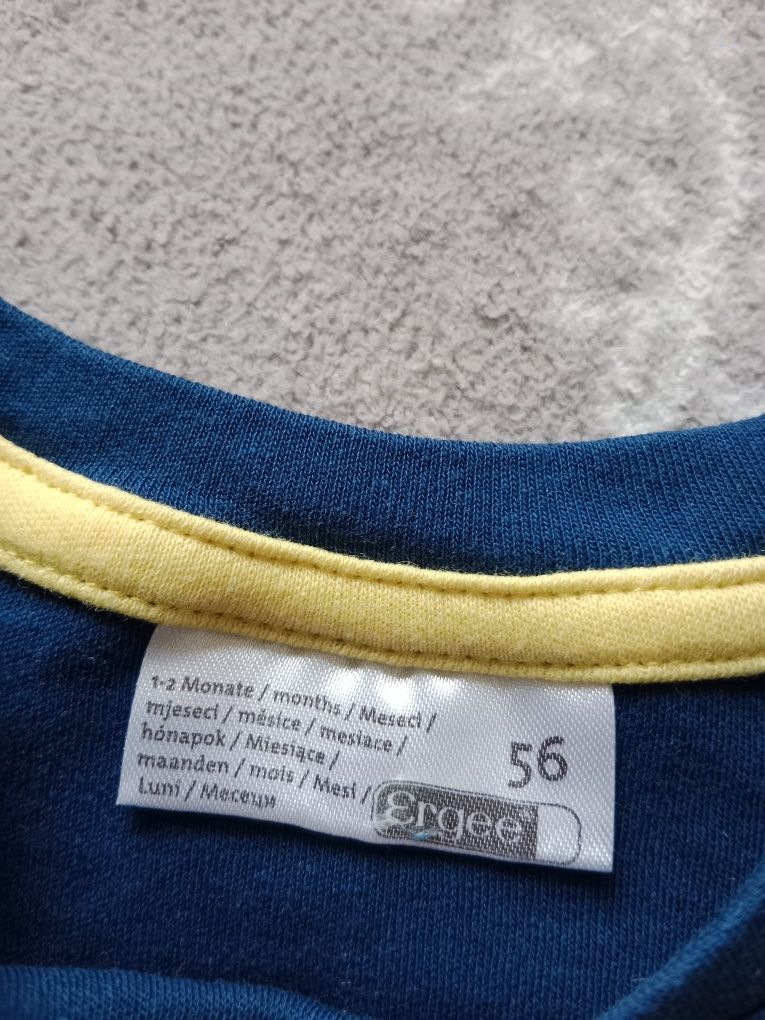 1-2 Monate / months / Meseci /
mjeseci / měsíce / mesiace /
hónapok / Miesiące /
maanden / mois / Mesi /
Luni / Месеци
56
Ergee®